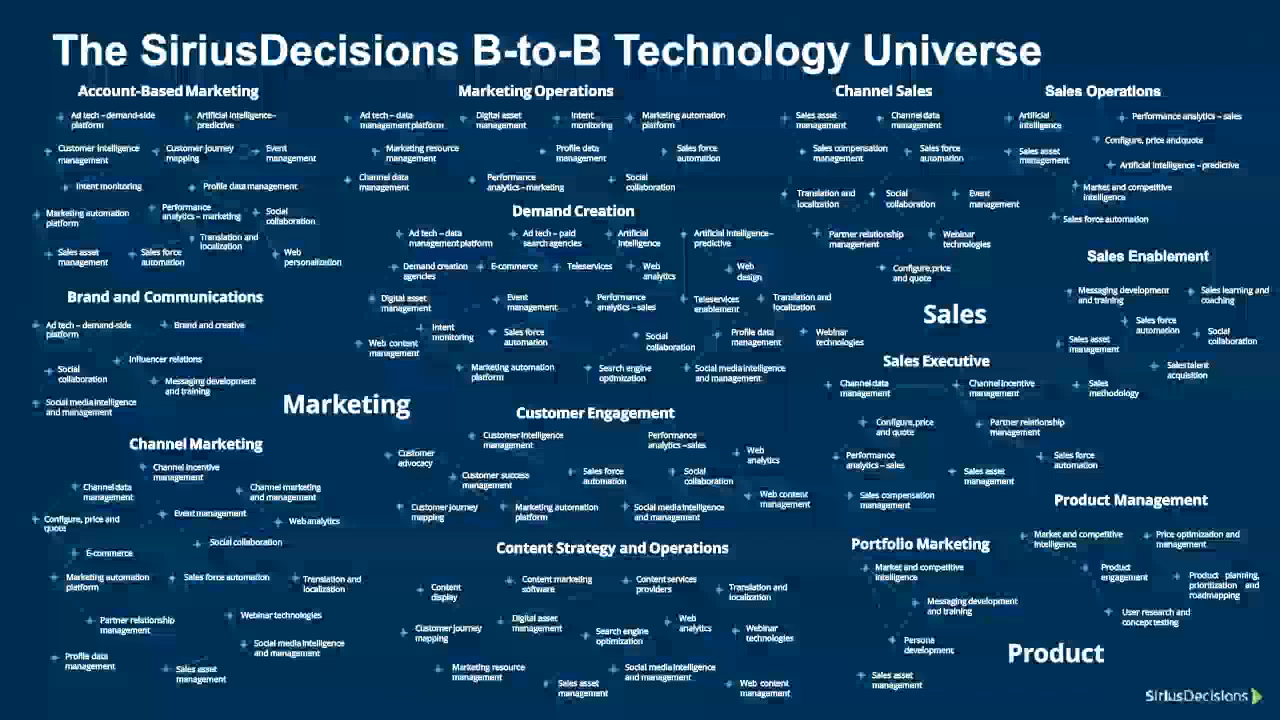 The SiriusDecisions B-to-B Technology Universe
Account-Based Marketing
Ad tech – demand-side
platform
Artificial Intelligence–
predictive
Customer intelligence
management
Customer journey
mapping
Event
management
Intent monitoring
Profile data management
Marketing automation
platform
Performance
analytics – marketing
Social
collaboration
Translation and
localization
Sales asset
management
Sales force
automation
Web
personalization
Brand and Communications
Ad tech – demand-side
platform
Brand and creative
Influencer relations
Social
collaboration
Messaging development
and training
Social media intelligence
and management
Marketing
Channel Marketing
Channel incentive
management
Channel data
management
Channel marketing
and management
Configure, price and
quote
Event management
Web analytics
E-commerce
Social collaboration
Marketing automation
platform
Sales force automation
Translation and
localization
Partner relationship
management
Webinar technologies
Social media intelligence
and management
Profile data
management
Sales asset
management
Marketing Operations
Ad tech – data
management platform
Digital asset
management
Intent
monitoring
Marketing automation
platform
Marketing resource
management
Profile data
management
Sales force
automation
Channel data
management
Performance
analytics – marketing
Social
collaboration
Demand Creation
Ad tech – data
management platform
Ad tech – paid
search agencies
Artificial
Intelligence
Artificial Intelligence–
predictive
Demand creation
agencies
E-commerce
Teleservices
Web
analytics
Web
design
Digital asset
management
Event
management
Performance
analytics – sales
Teleservices
enablement
Translation and
localization
Intent
monitoring
Sales force
automation
Social
collaboration
Profile data
management
Webinar
technologies
Web content
management
Marketing automation
platform
Search engine
optimization
Social media intelligence
and management
Customer Engagement
Customer intelligence
management
Performance
analytics – sales
Customer
advocacy
Web
analytics
Customer success
management
Sales force
automation
Social
collaboration
Web content
management
Customer journey
mapping
Marketing automation
platform
Social media intelligence
and management
Content Strategy and Operations
Content
display
Content marketing
software
Content services
providers
Translation and
localization
Customer journey
mapping
Digital asset
management
Search engine
optimization
Web
analytics
Webinar
technologies
Marketing resource
management
Sales asset
management
Social media intelligence
and management
Web content
management
Channel Sales
Sales asset
management
Channel data
management
Sales compensation
management
Sales force
automation
Translation and
localization
Social
collaboration
Event
management
Partner relationship
management
Webinar
technologies
Configure,price
and quote
Sales
Sales Executive
Channel data
management
Channel incentive
management
Sales
methodology
Configure,price
and quote
Partner relationship
management
Performance
analytics – sales
Sales asset
management
Sales force
automation
Sales compensation
management
Sales Operations
Artificial
intelligence
Performance analytics – sales
Configure, price and quote
Sales asset
management
Artificial intelligence – predictive
Market and competitive
intelligence
Sales force automation
Sales Enablement
Messaging development
and training
Sales learning and
coaching
Sales force
automation
Social
collaboration
Sales asset
management
Sales talent
acquisition
Product Management
Market and competitive
intelligence
Price optimization and
management
Product
engagement
Product planning,
prioritization and
roadmapping
User research and
concept testing
Portfolio Marketing
Market and competitive
intelligence
Messaging development
and training
Persona
development
Sales asset
management
Product
SiriusDecisions